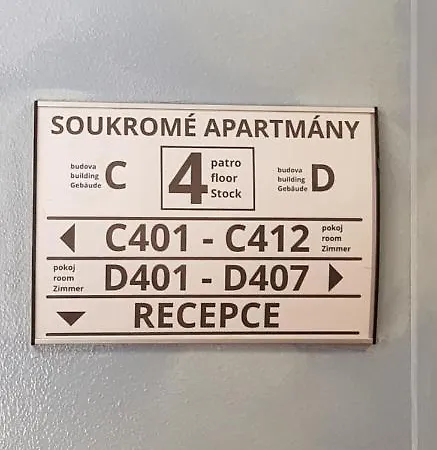 SOUKROMÉ APARTMÁNY
budova
building
Gebäude
C
4
patro
floor
Stock
budova
building
Gebäude
D
C401 - C412
pokoj
room
Zimmer
pokoj
room
Zimmer
D401 - D407
RECEPCE